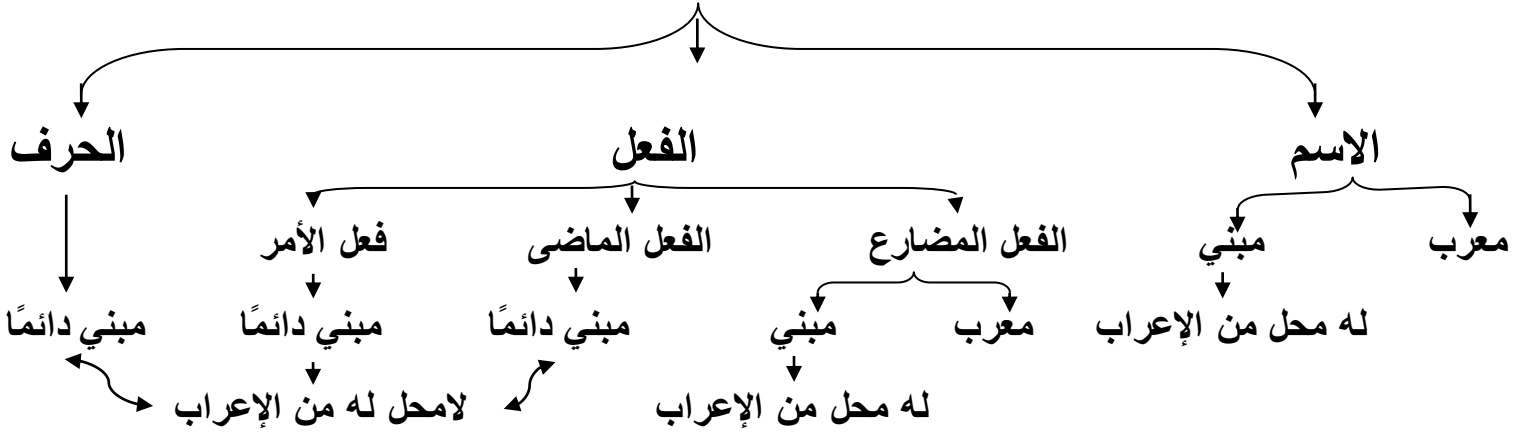 الاسم الفعل الحرف
معرب مبني الفعل المضارع الفعل الماضى فعل الأمر
له محل من الإعراب معرب مبني مبني دائمًا مبني دائمًا مبني دائمًا
له محل من الإعراب لامحل له من الإعراب